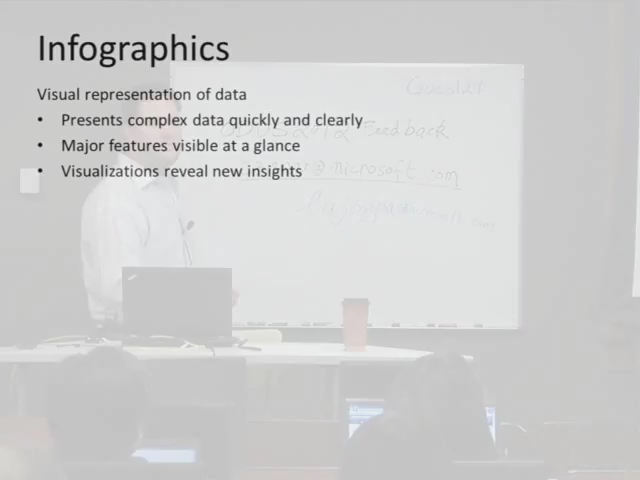 Infographics
Visual representation of data
• Presents complex data quickly and clearly
• Major features visible at a glance
• Visualizations reveal new insights
Feedback
@microsoft.com